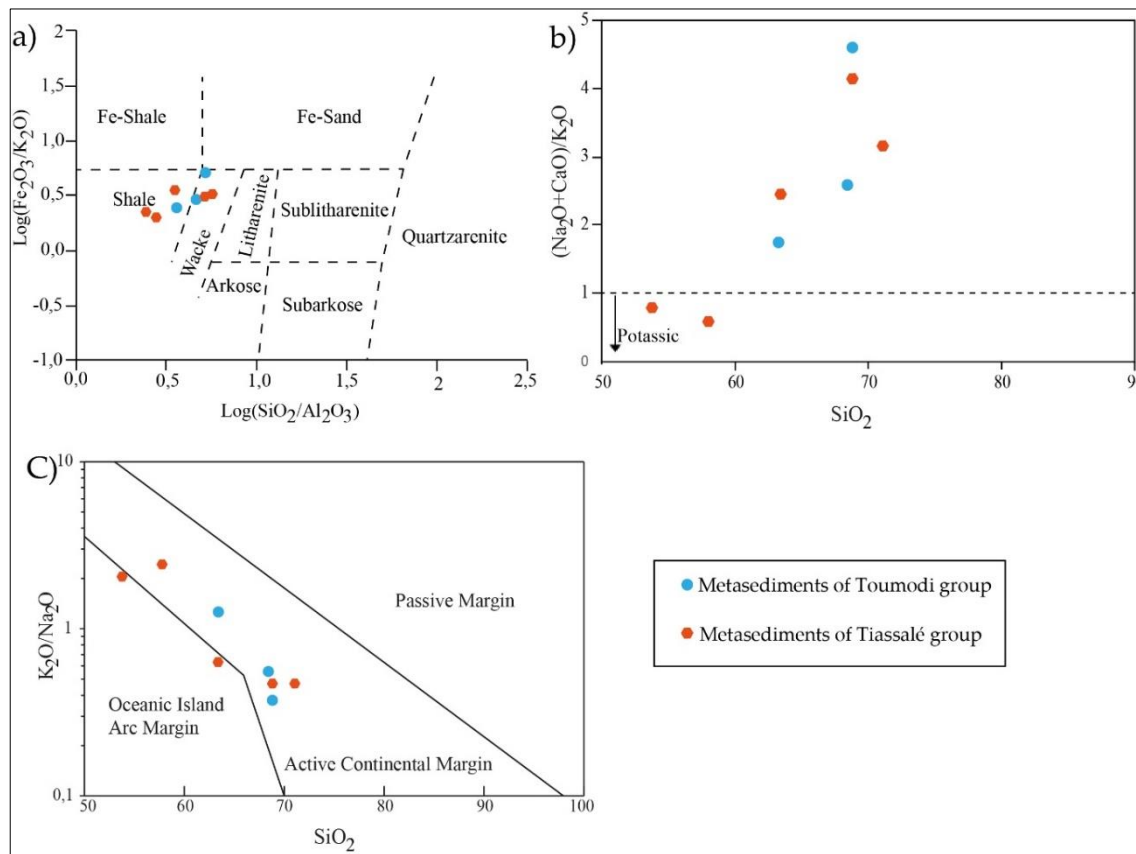 a)
2
1,5
1,0
0,5
0,0
-0,5
-1,0
Log(Fe2O3/K2O)
Fe-Shale
Fe-Sand
Shale
Wacke
Litharenite
Sublitharenite
Quartzarenite
Arkose
Subarkose
0,0 0,5 1,0 1,5 2 2,5
Log(SiO2/Al2O3)
b)
5
4
3
2
1
0
(Na2O+CaO)/K2O
Potassic
50 60 70 80 9
SiO2
C)
10
1
0,1
K2O/Na2O
Passive Margin
Oceanic Island
Arc Margin
Active Continental Margin
50 60 70 80 90 100
SiO2
Metasediments of Toumodi group
Metasediments of Tiassalé group